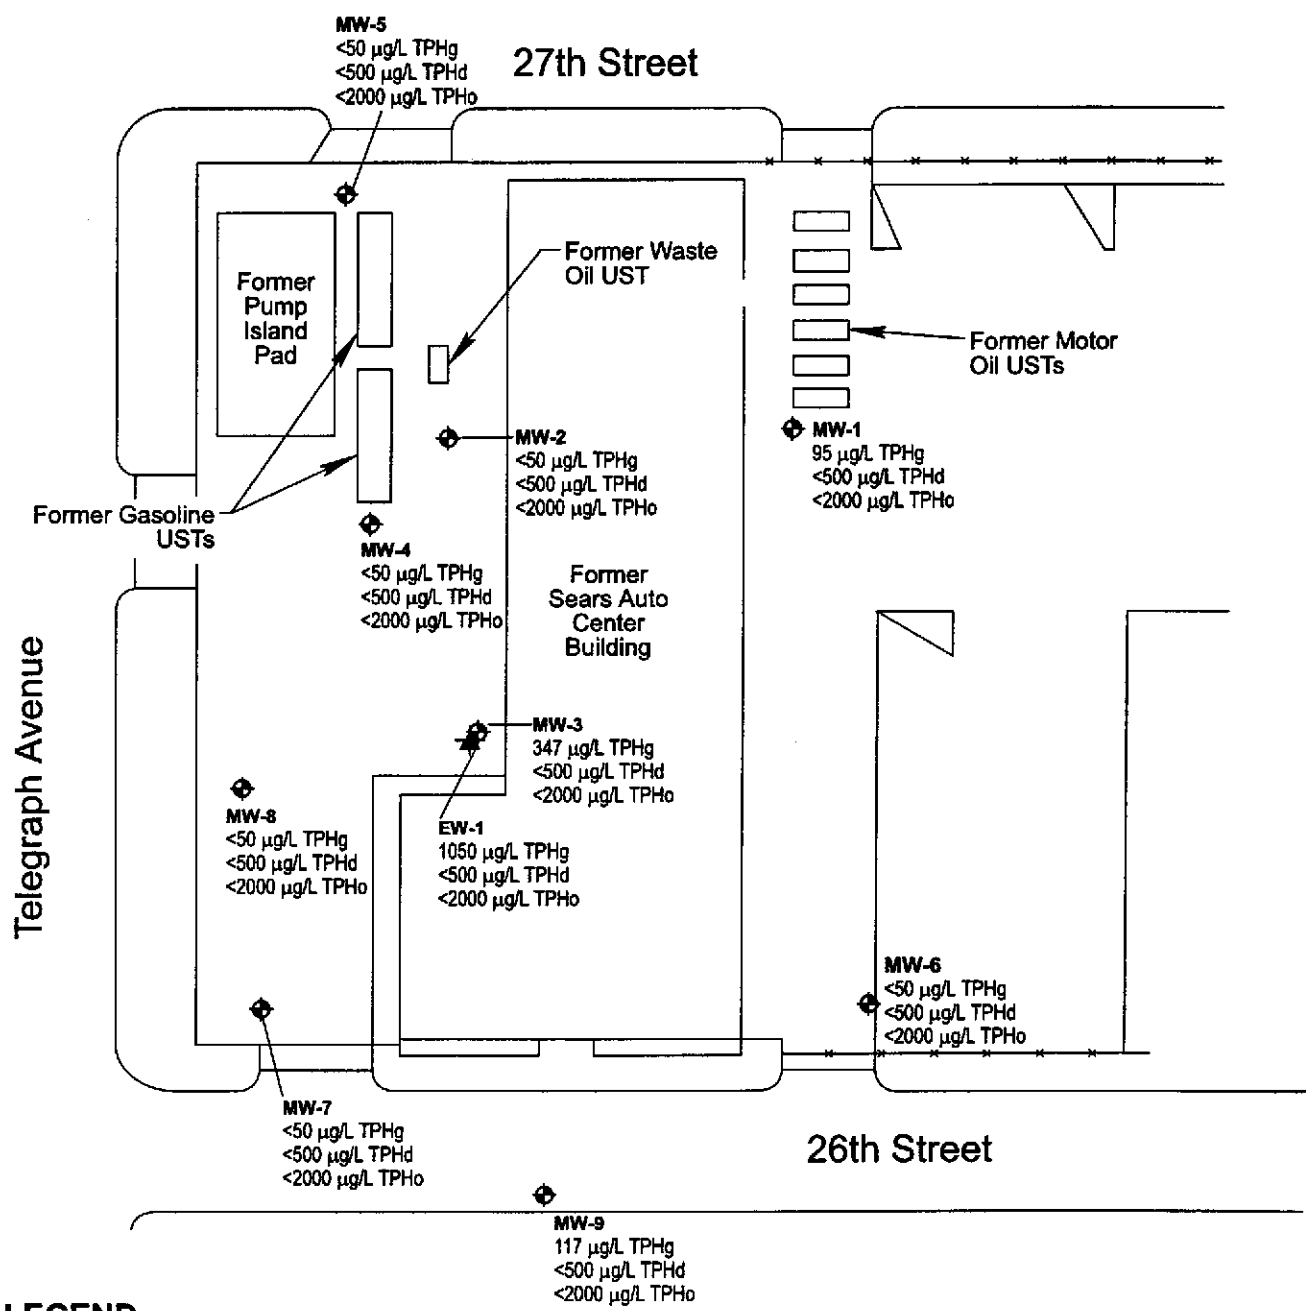 MW-5
<50 µg/L TPHg
<500 µg/L TPHd
<2000 µg/L TPHo
27th Street
Former
Pump
Island
Pad
Former Waste
Oil UST
Former Motor
Oil USTs
MW-2
<50 µg/L TPHg
<500 µg/L TPHd
<2000 µg/L TPHo
MW-1
95 µg/L TPHg
<500 µg/L TPHd
<2000 µg/L TPHo
Former Gasoline
USTs
MW-4
<50 µg/L TPHg
<500 µg/L TPHd
<2000 µg/L TPHo
Former
Sears Auto
Center
Building
Telegraph Avenue
MW-3
347 µg/L TPHg
<500 µg/L TPHd
<2000 µg/L TPHo
MW-8
<50 µg/L TPHg
<500 µg/L TPHd
<2000 µg/L TPHo
EW-1
1050 µg/L TPHg
<500 µg/L TPHd
<2000 µg/L TPHo
MW-6
<50 µg/L TPHg
<500 µg/L TPHd
<2000 µg/L TPHo
MW-7
<50 µg/L TPHg
<500 µg/L TPHd
<2000 µg/L TPHo
26th Street
MW-9
117 µg/L TPHg
<500 µg/L TPHd
<2000 µg/L TPHo
LEGEND